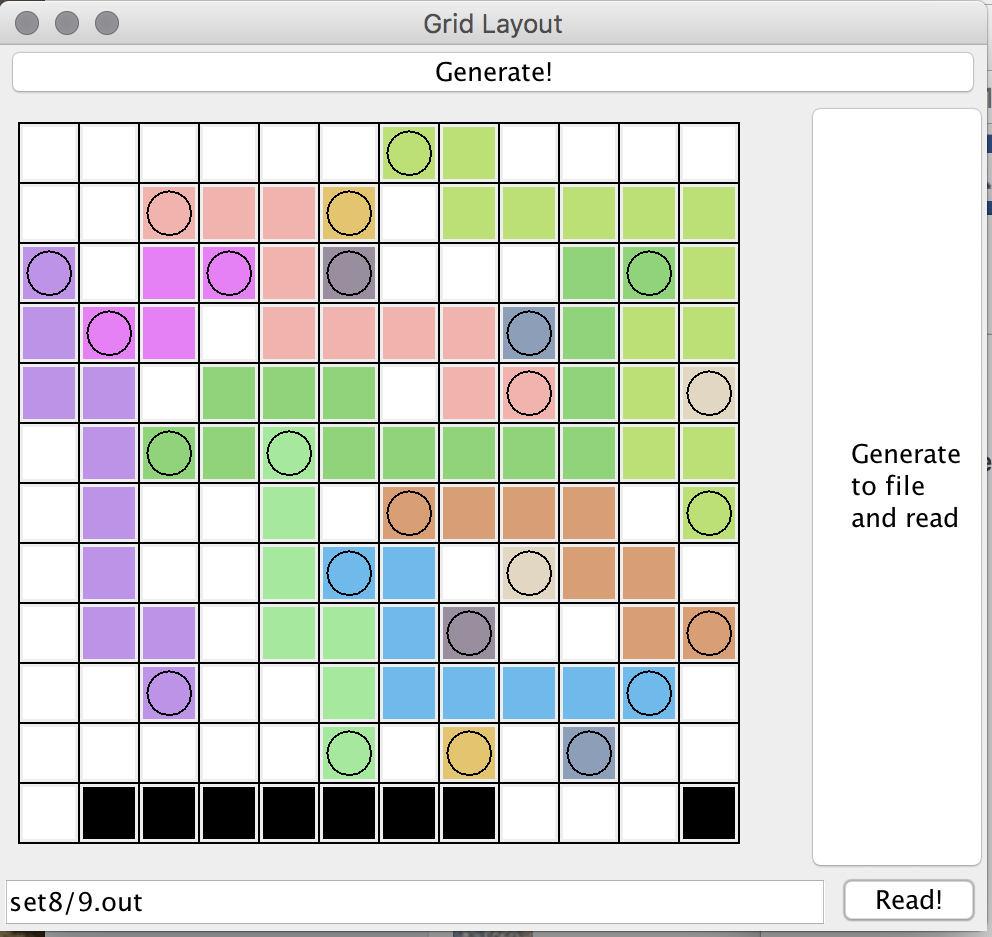 Grid Layout
Generate!
Generate
to file
and read
set8/9.out
Read!